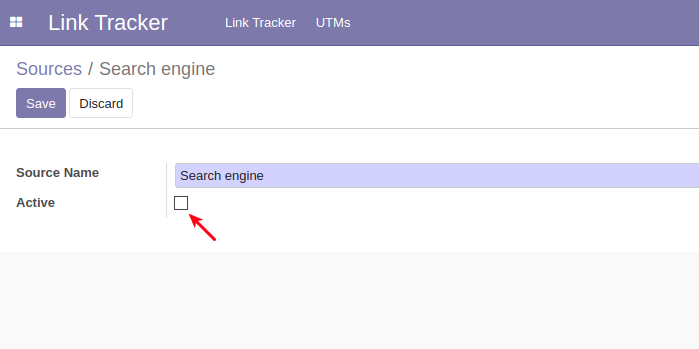 Link Tracker Link Tracker UTMs
Sources / Search engine
Save Discard
Source Name Search engine
Active